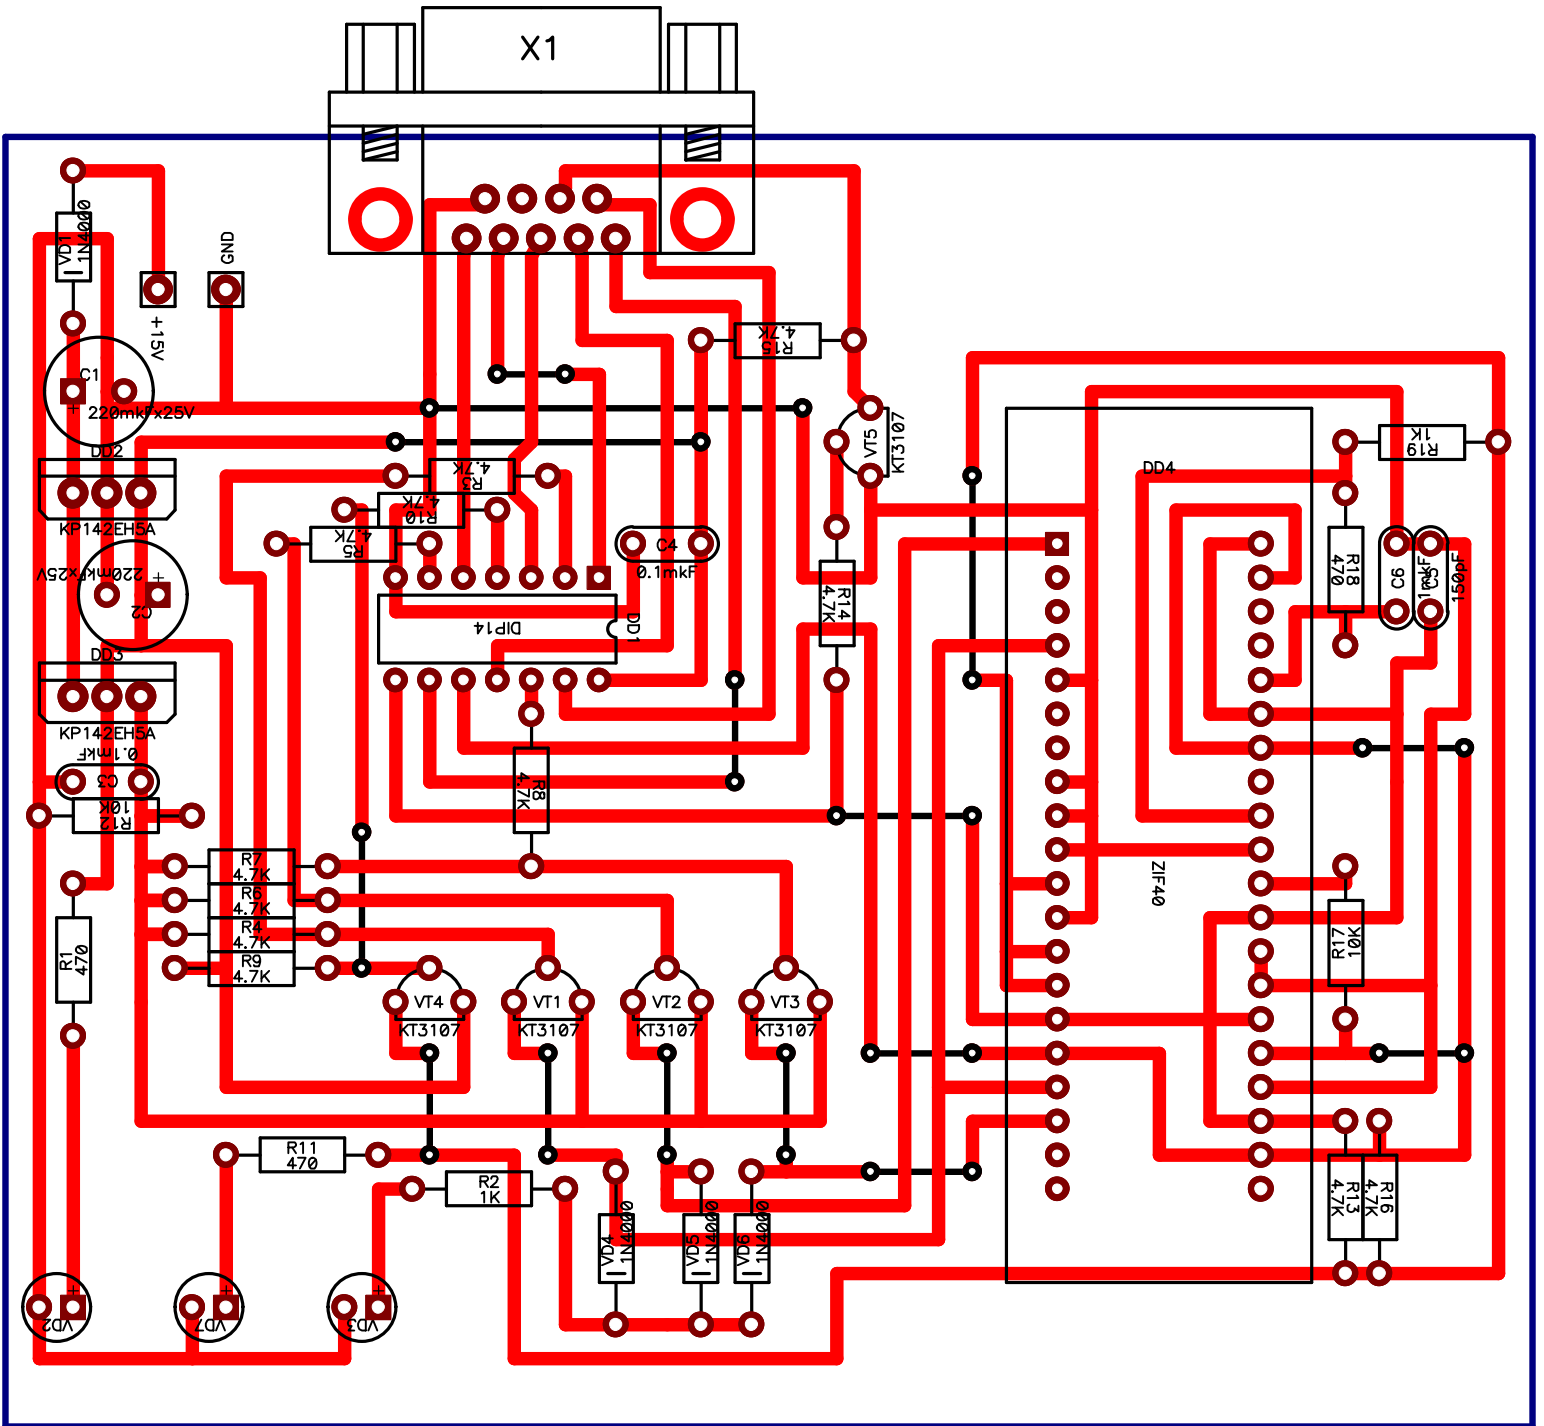 X1
VD1
1N4000
GND
+15V
C1
+
220mkFx25V
DD2
KP142EH5A
220mkFx25V
+
C2
DD3
KP142EH5A
0.1mkF
C3
10K
R12
R7
4.7K
R6
4.7K
R4
4.7K
R9
4.7K
R1
470
4.7K
R3
4.7K
R10
4.7K
R5
C4
0.1mkF
DIP14
DD1
R8
4.7K
4.7K
R15
VT5
KT3107
R14
4.7K
VT4
KT3107
VT1
KT3107
VT2
KT3107
VT3
KT3107
R11
470
R2
1K
VD4
1N4000
VD5
1N4000
VD6
1N4000
+
VD2
+
VD7
+
VD3
DD4
ZIF40
1K
R19
R18
470
C6
1mkF
C5
150pF
R17
10K
R13
4.7K
R16
4.7K